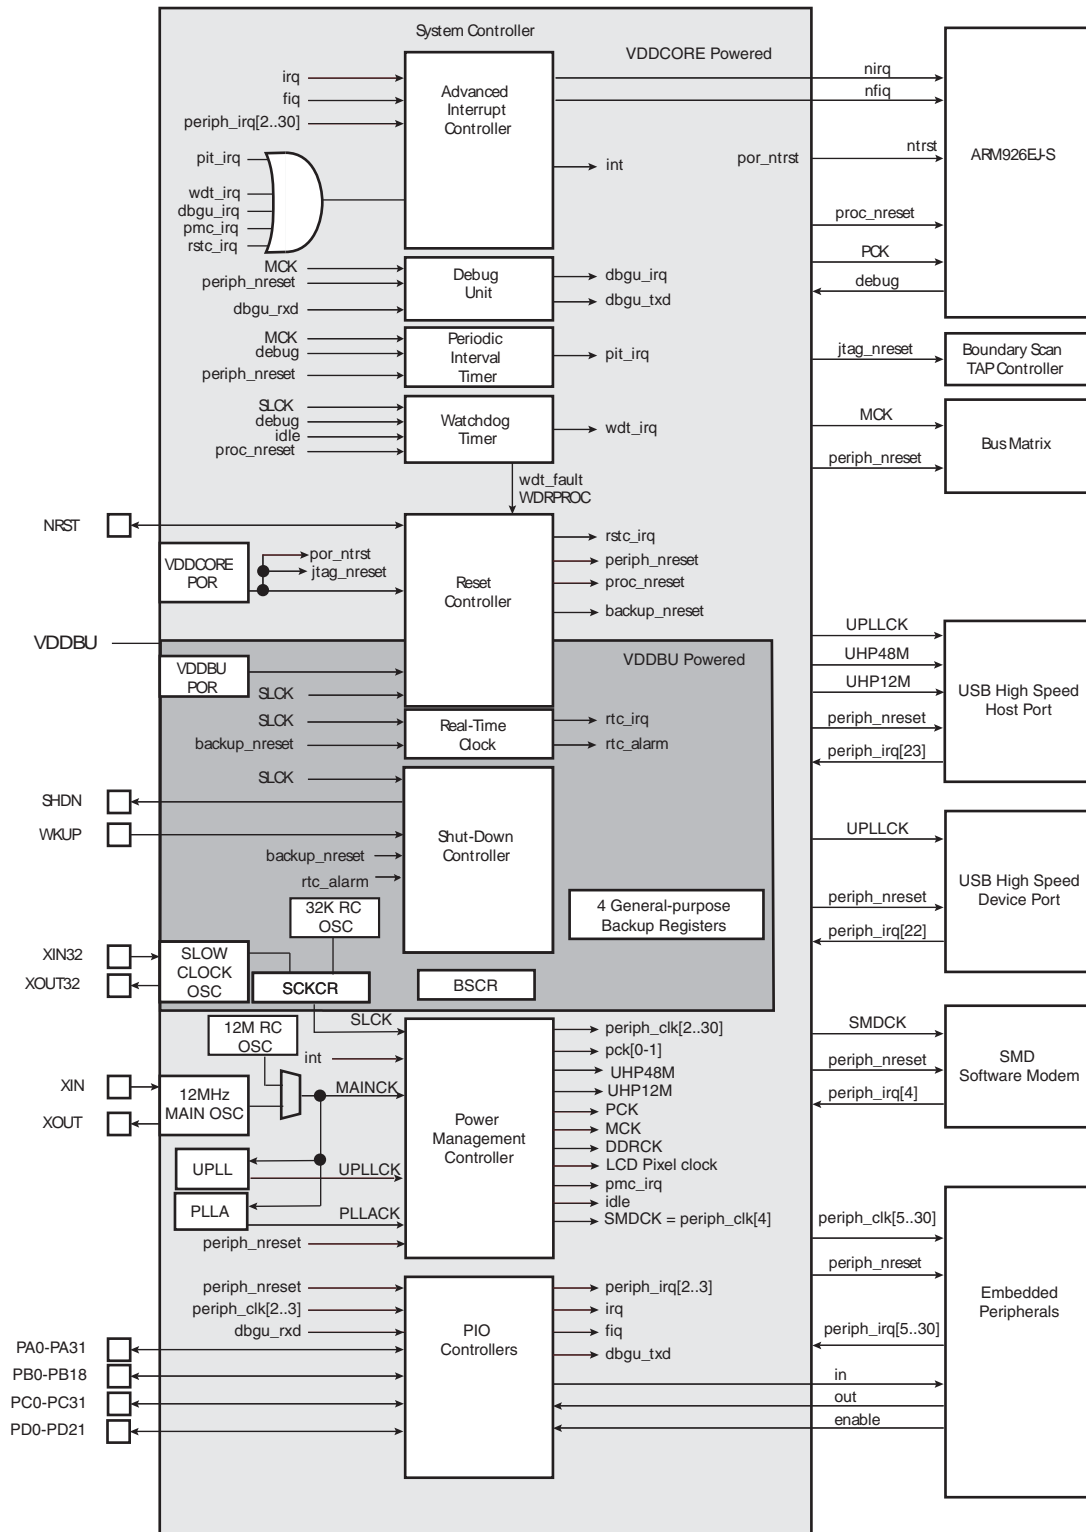 System Controller
VDDCORE Powered
irq
fiq
periph_irq[2..30]
pit_irq
wdt_irq
dbgu_irq
pmc_irq
rstc_irq
Advanced
Interrupt
Controller
int
nirq
nfiq
por_ntrst
ntrst
ARM926EJ-S
proc_nreset
PCK
debug
MCK
periph_nreset
dbgu_rxd
Debug
Unit
dbgu_irq
dbgu_txd
MCK
debug
periph_nreset
Periodic
Interval
Timer
pit_irq
jtag_nreset
Boundary Scan
TAP Controller
SLCK
debug
idle
proc_nreset
Watchdog
Timer
wdt_irq
MCK
periph_nreset
Bus Matrix
wdt_fault
WDRPROC
NRST
VDDCORE
POR
por_ntrst
jtag_nreset
Reset
Controller
rstc_irq
periph_nreset
proc_nreset
backup_nreset
VDDBU
VDDBU Powered
VDDBU
POR
SLCK
UPLLCK
UHP48M
UHP12M
periph_nreset
periph_irq[23]
USB High Speed
Host Port
SLCK
backup_nreset
Real-Time
Clock
rtc_irq
rtc_alarm
SLCK
SHDN
WKUP
backup_nreset
rtc_alarm
Shut-Down
Controller
4 General-purpose
Backup Registers
UPLLCK
periph_nreset
periph_irq[22]
USB High Speed
Device Port
32K RC
OSC
XIN32
XOUT32
SLOW
CLOCK
OSC
SCKCR
BSCR
SLCK
12M RC
OSC
int
XIN
XOUT
12MHz
MAIN OSC
MAINCK
UPLL
UPLLCK
PLLA
PLLACK
periph_nreset
Power
Management
Controller
periph_clk[2..30]
pck[0-1]
UHP48M
UHP12M
PCK
MCK
DDRCK
LCD Pixel clock
pmc_irq
idle
SMDCK = periph_clk[4]
SMDCK
periph_nreset
periph_irq[4]
SMD
Software Modem
periph_nreset
periph_clk[2..3]
dbgu_rxd
PA0-PA31
PB0-PB18
PC0-PC31
PD0-PD21
PIO
Controllers
periph_irq[2..3]
irq
fiq
dbgu_txd
periph_clk[5..30]
periph_nreset
periph_irq[5..30]
in
out
enable
Embedded
Peripherals